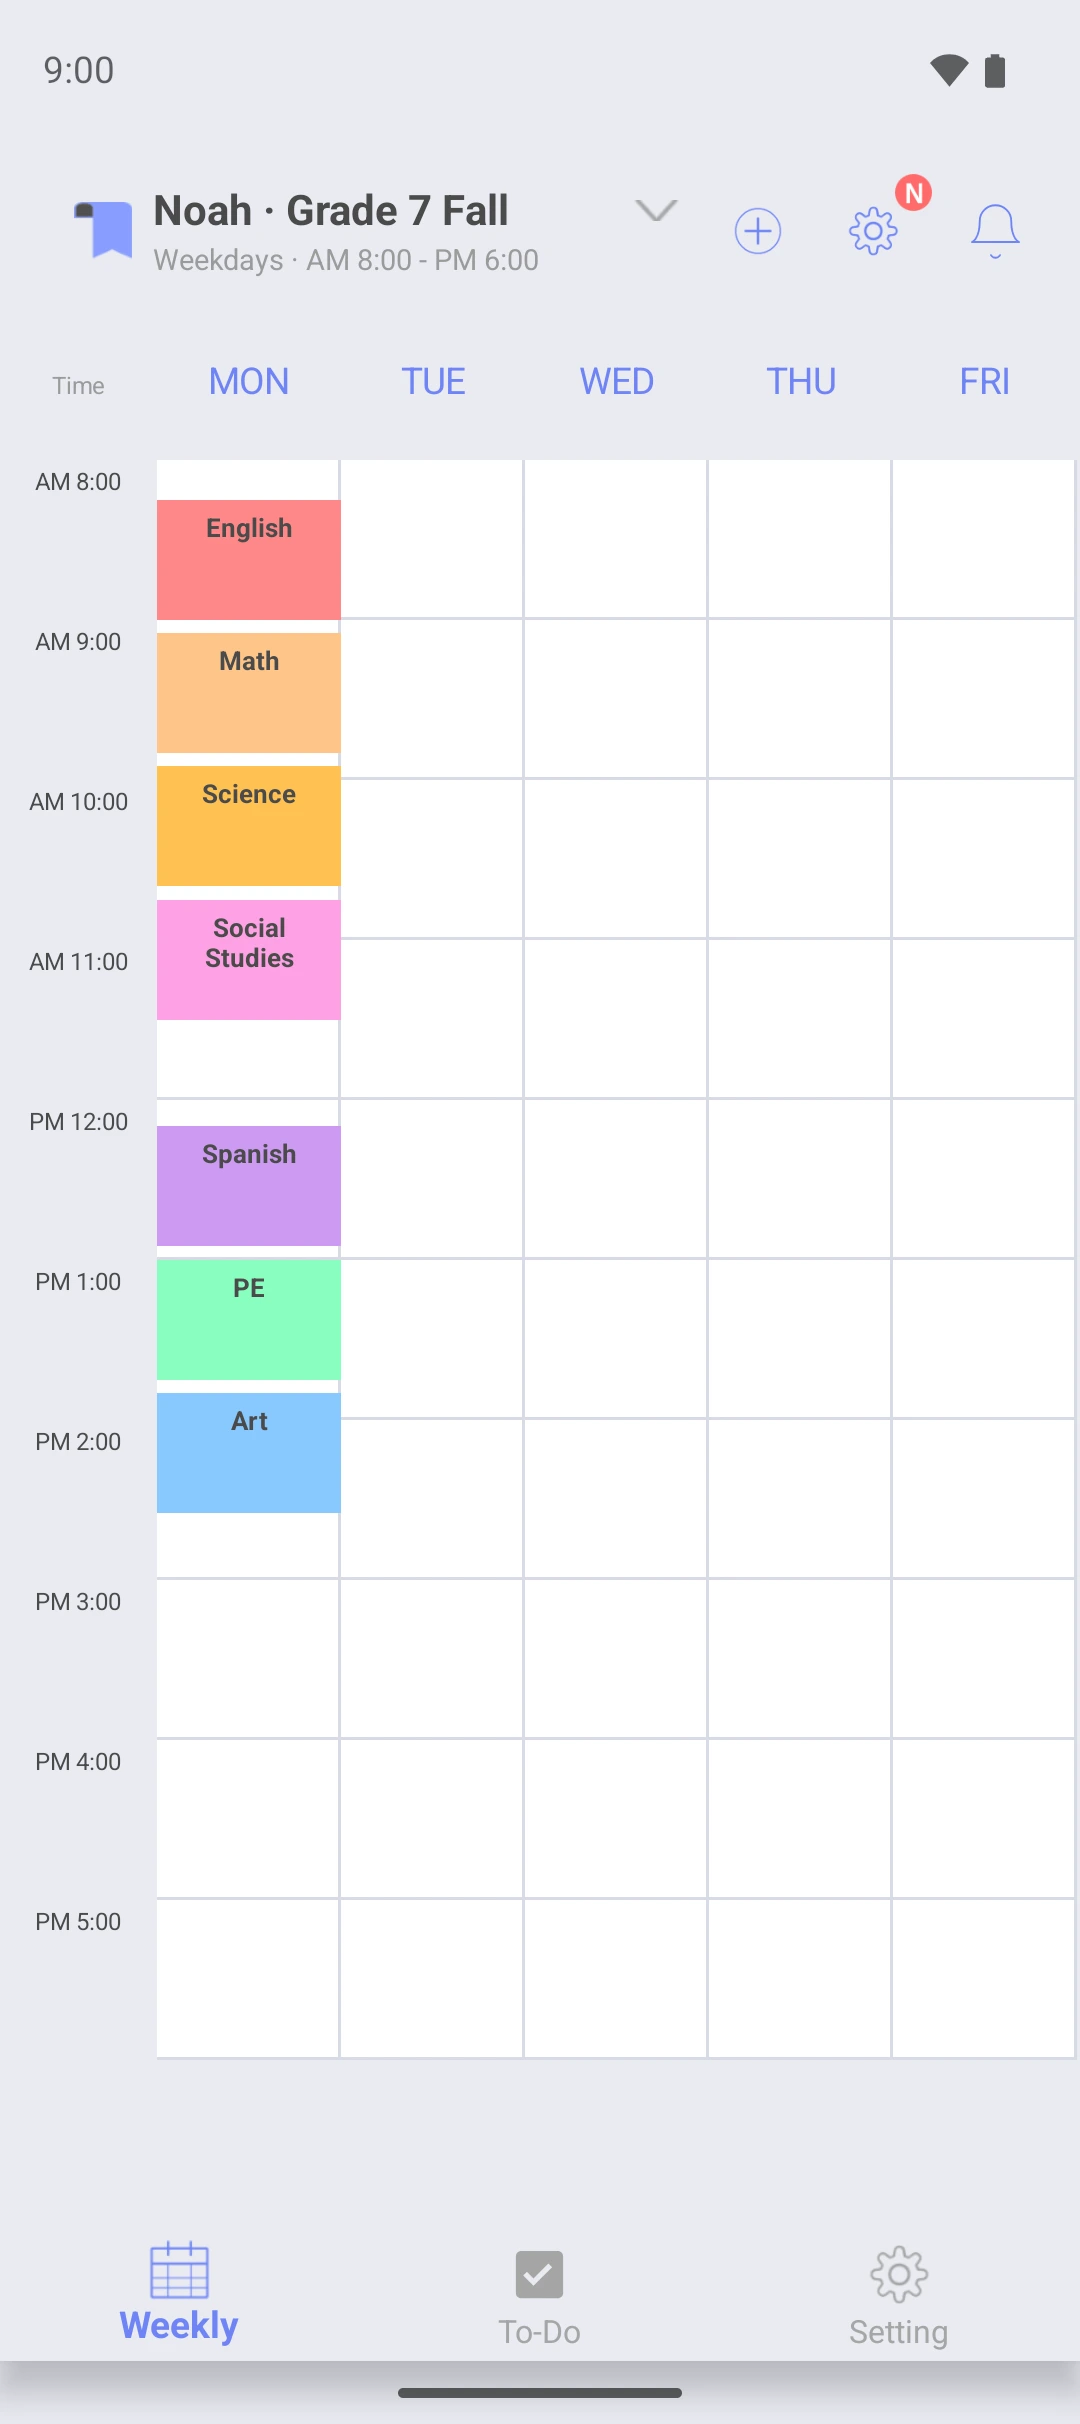 9:00
Noah · Grade 7 Fall
N
Weekdays · AM 8:00 - PM 6:00
Time
MON
TUE
WED
THU
FRI
AM 8:00
English
AM 9:00
Math
Science
AM 10:00
Social
Studies
AM 11:00
PM 12:00
Spanish
PM 1:00
PE
Art
PM 2:00
PM 3:00
PM 4:00
PM 5:00
Weekly
To-Do
Setting